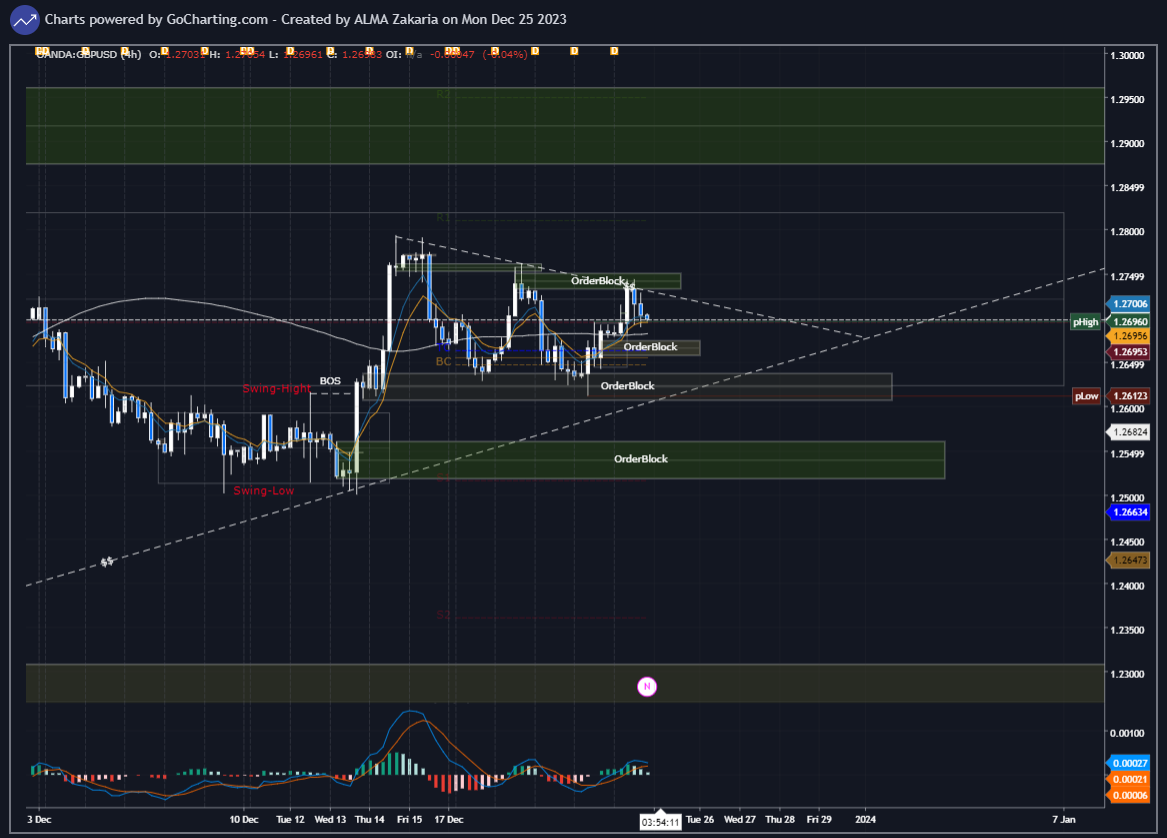 Charts powered by GoCharting.com - Created by ALMA Zakaria on Mon Dec 25 2023
OANDA:GBPUSD (4h) O: 1.27031 H: 1.27054 L: 1.26961 C: 1.26983 OI: n/a (-0.04%)
1.30000
R2
1.29500
1.29000
1.28499
R1
1.28000
1.27499
OrderBlock
$$
1.27006
pHigh 1.26960
1.26956
OrderBlock
1.26953
BC
1.26499
BOS
Swing-Hight
OrderBlock
pLow 1.26123
1.26000
1.26824
1.25499
OrderBlock
Swing-Low
1.25000
1.26634
1.24500
$$
1.26473
1.24000
S2
1.23500
1.23000
N
0.00100
0.00027
0.00021
0.00006
3 Dec 10 Dec Tue 12 Wed 13 Thu 14 Fri 15 17 Dec 03:54:11 Tue 26 Wed 27 Thu 28 Fri 29 2024 7 Jan